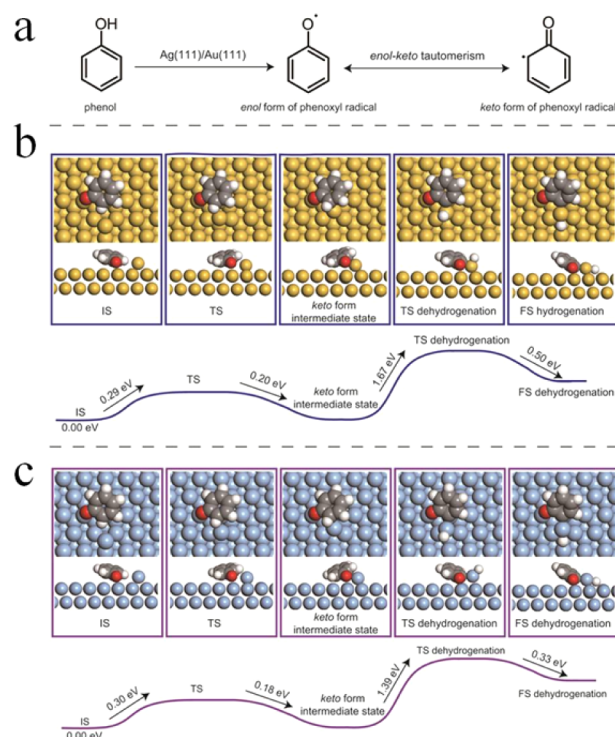 a
OH
Ag(111)/Au(111)
O•
enol-keto tautomerism
O
phenol
enol form of phenoxyl radical
keto form of phenoxyl radical
b
IS
TS
keto form
intermediate state
TS dehydrogenation
FS hydrogenation
IS
0.00 eV
0.29 eV
TS
0.20 eV
keto form
intermediate state
1.67 eV
TS dehydrogenation
0.50 eV
FS dehydrogenation
c
IS
TS
keto form
intermediate state
TS dehydrogenation
FS dehydrogenation
IS
0.00 eV
0.30 eV
TS
0.18 eV
keto form
intermediate state
1.39 eV
TS dehydrogenation
0.33 eV
FS dehydrogenation